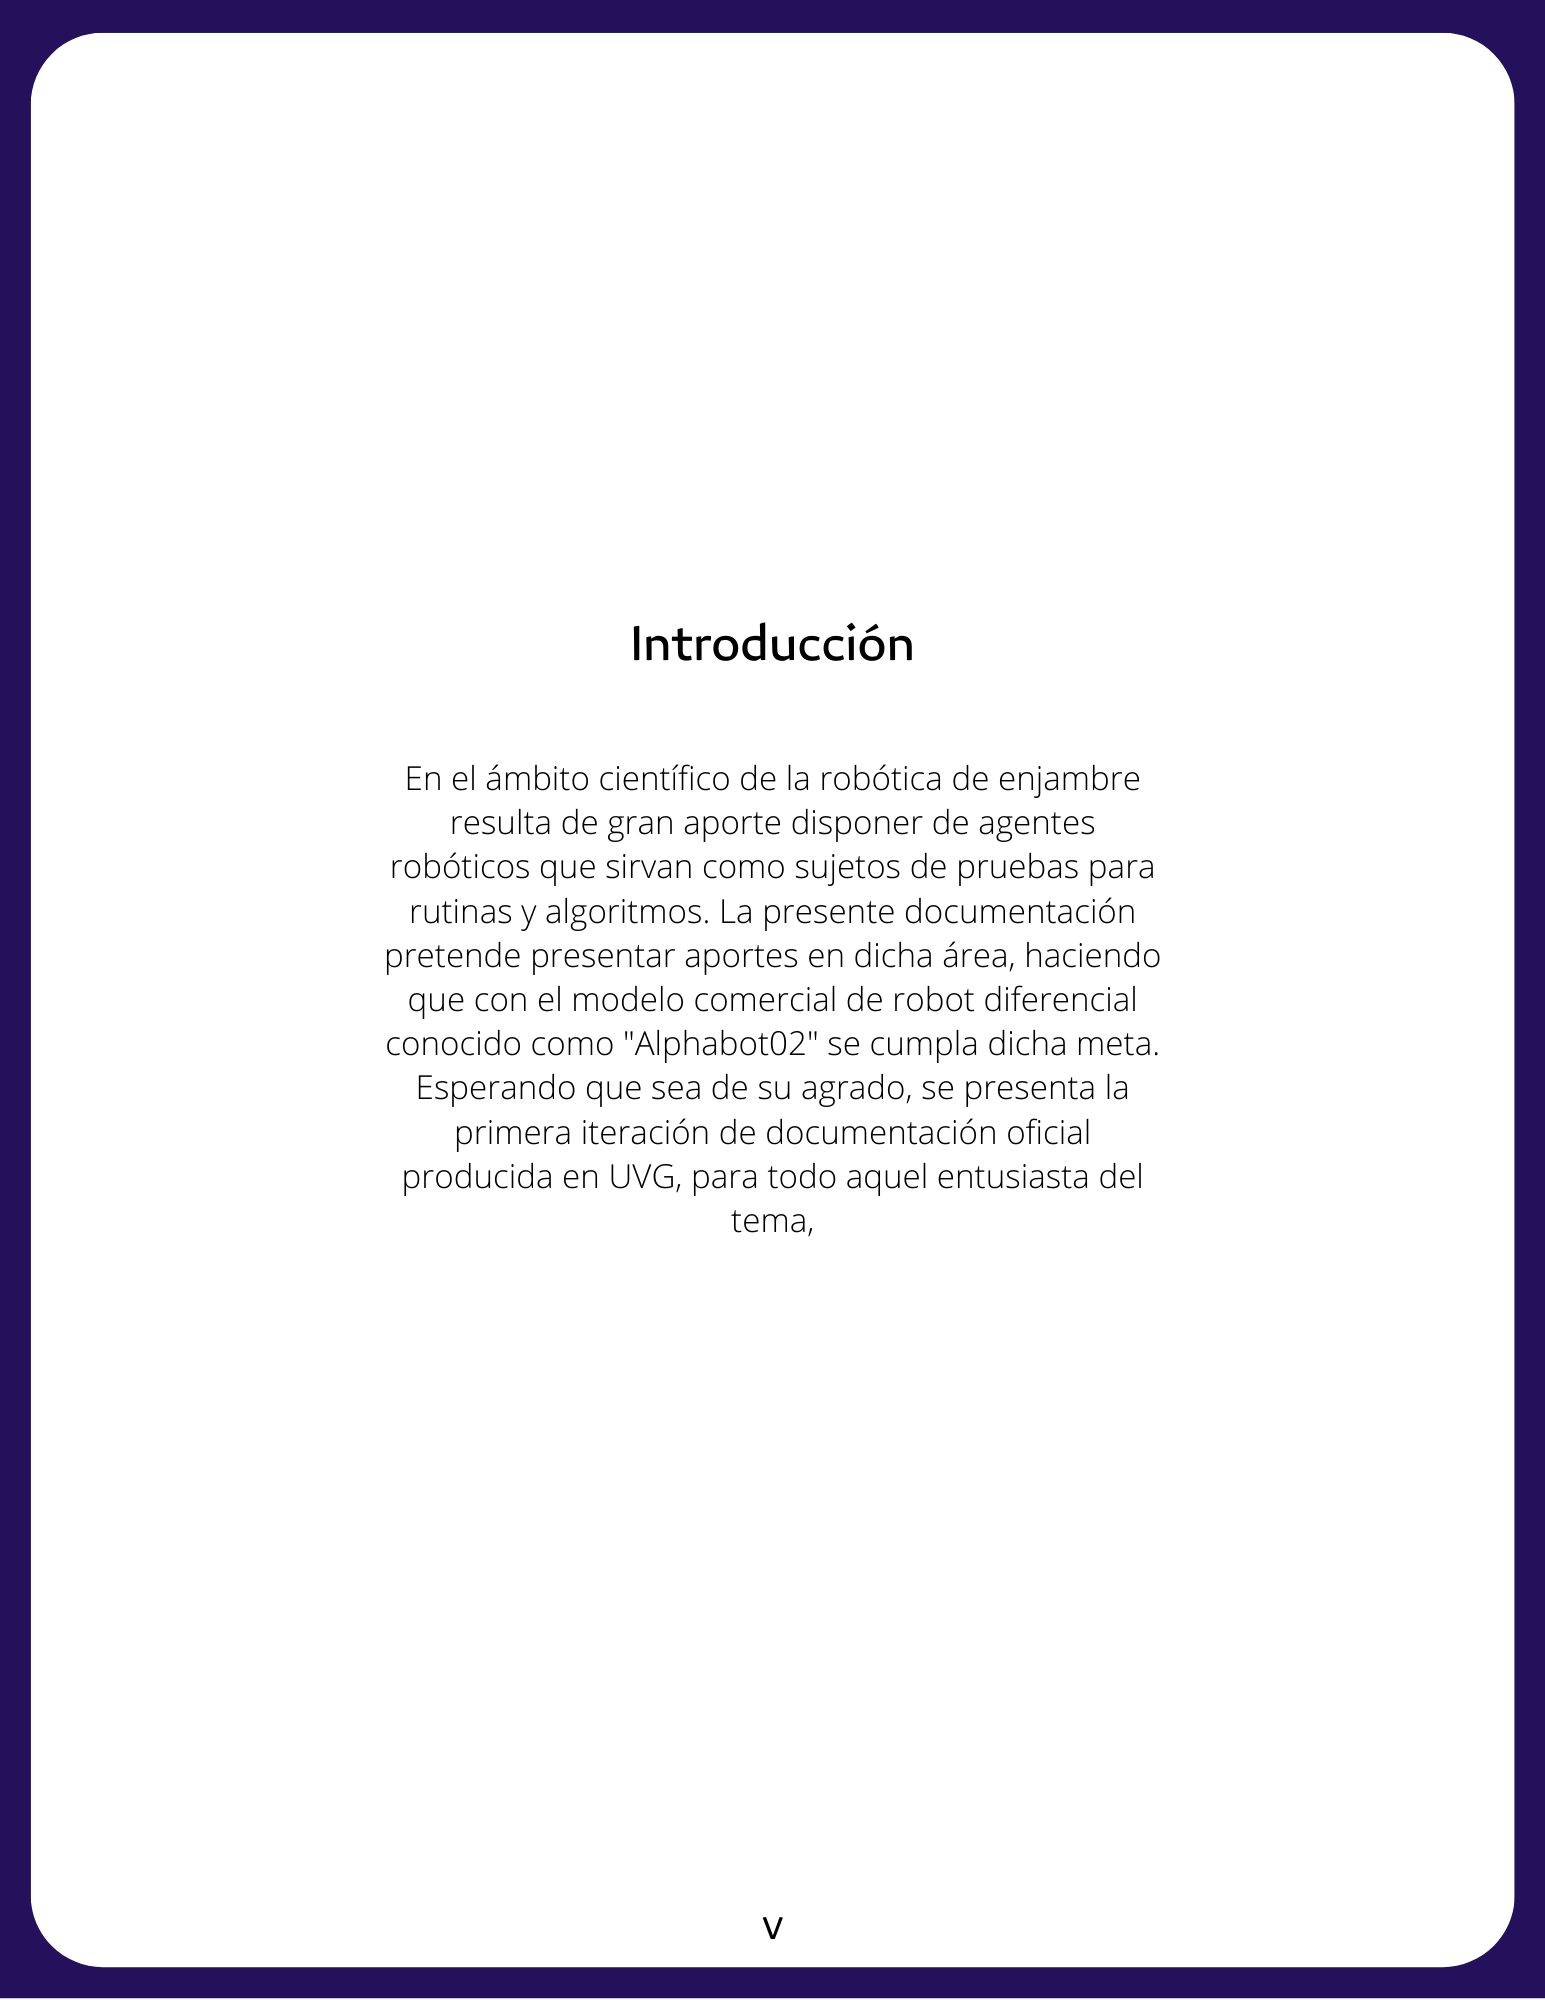 Introducción
En el ámbito científico de la robótica de enjambre
resulta de gran aporte disponer de agentes
robóticos que sirvan como sujetos de pruebas para
rutinas y algoritmos. La presente documentación
pretende presentar aportes en dicha área, haciendo
que con el modelo comercial de robot diferencial
conocido como "Alphabot02" se cumpla dicha meta.
Esperando que sea de su agrado, se presenta la
primera iteración de documentación oficial
producida en UVG, para todo aquel entusiasta del
tema,
V